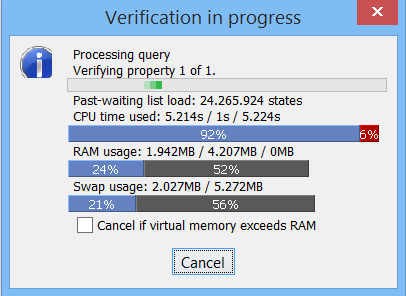 Verification in progress
Processing query
Verifying property 1 of 1.
Past-waiting list load: 24.265.924 states
CPU time used: 5.214s / 1s / 5.224s
92% 6%
RAM usage: 1.942MB / 4.207MB / 0MB
24% 52%
Swap usage: 2.027MB / 5.272MB
21% 56%
Cancel if virtual memory exceeds RAM
Cancel